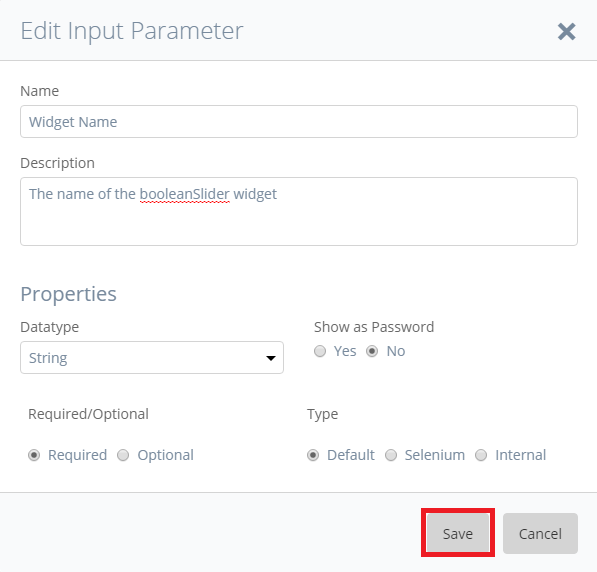 Edit Input Parameter
Name
Widget Name
Description
The name of the booleanSlider widget
Properties
Datatype
Show as Password
String
Yes No
Required/Optional
Type
Required Optional
Default Selenium Internal
Save Cancel